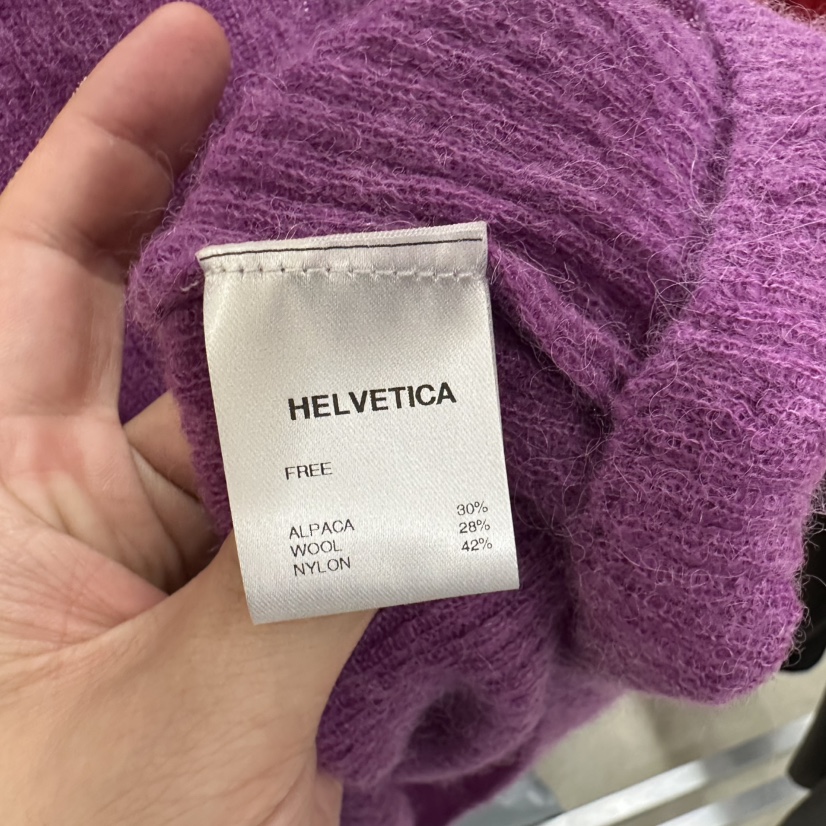 HELVETICA
FREE
ALPACA 30%
WOOL 28%
NYLON 42%